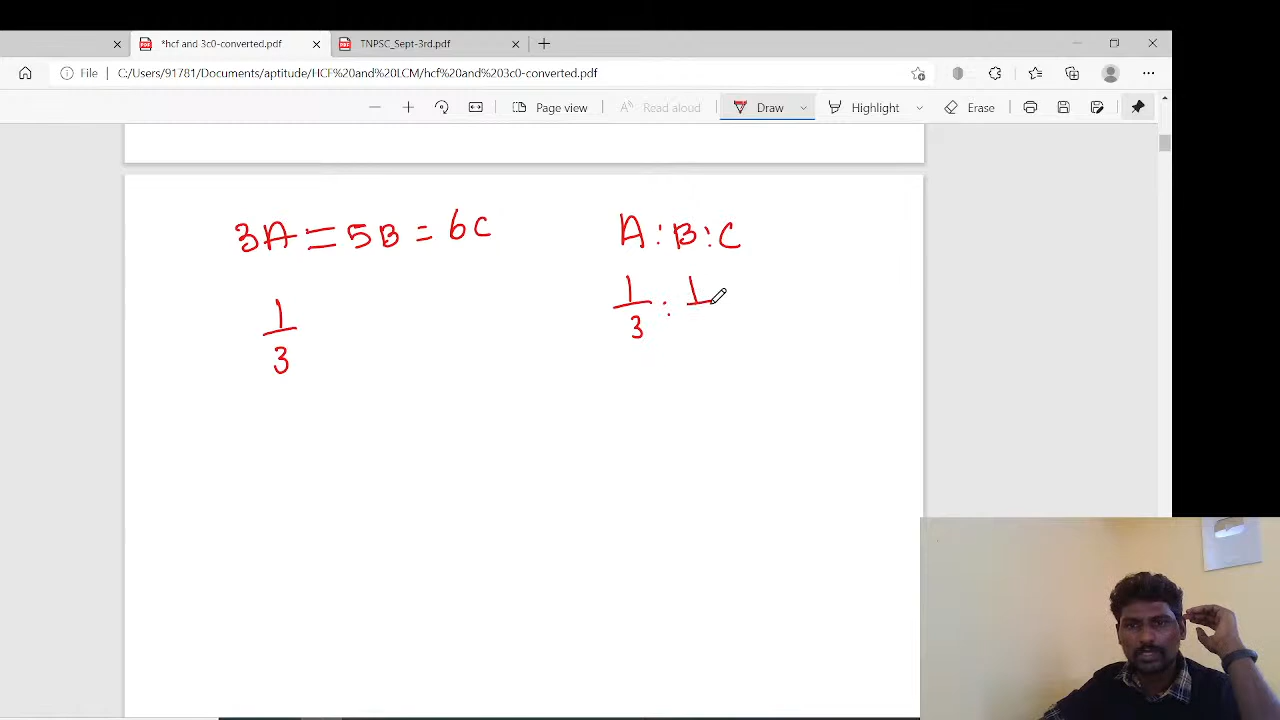 *hcf and 3c0-converted.pdf TNPSC_Sept-3rd.pdf
File C:/Users/91781/Documents/aptitude/HCF%20and%20LCM/hcf%20and%203c0-converted.pdf
Page view Read aloud Draw Highlight Erase
3A = 5B = 6C A : B : C
1/3 1/3 : 1